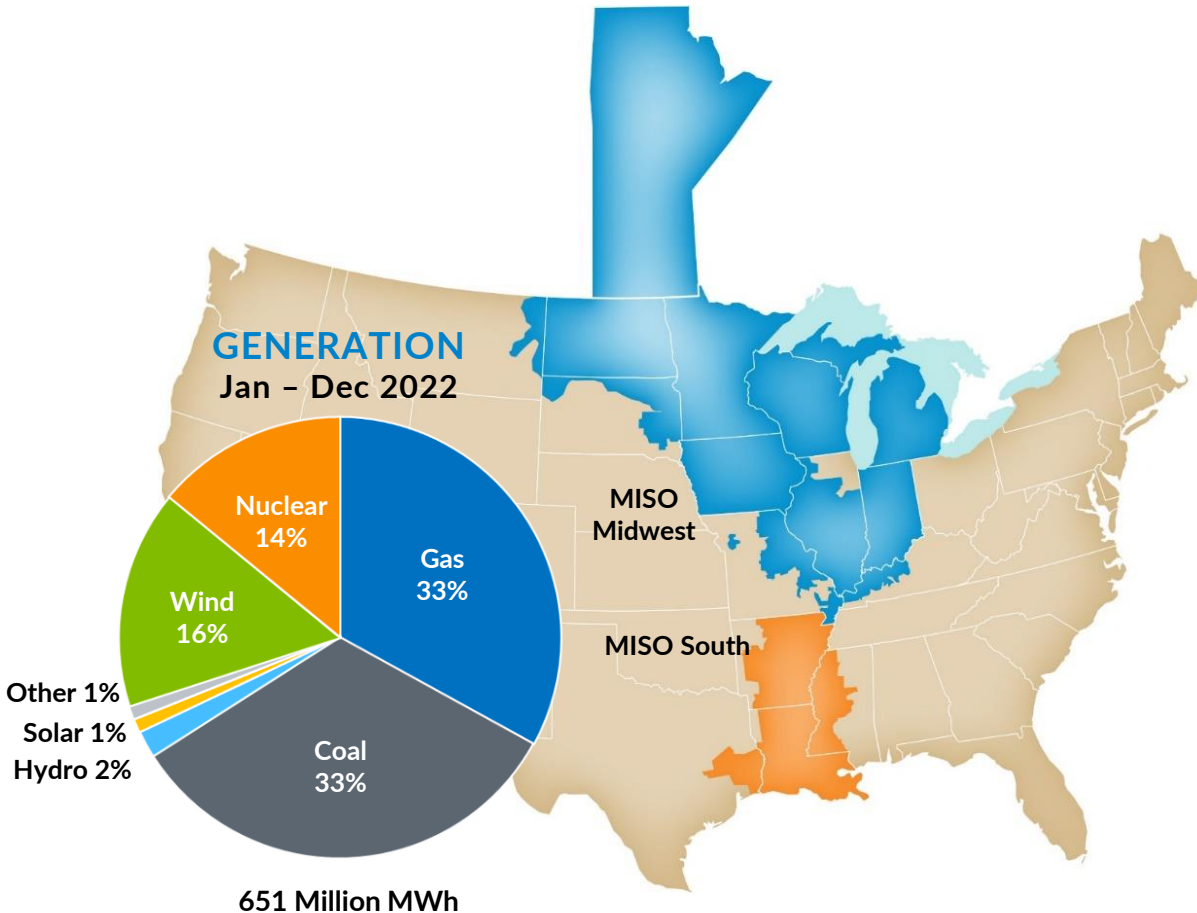 GENERATION
Jan – Dec 2022
Nuclear
14%
Gas
33%
Wind
16%
Other 1%
Solar 1%
Hydro 2%
Coal
33%
651 Million MWh
MISO
Midwest
MISO South